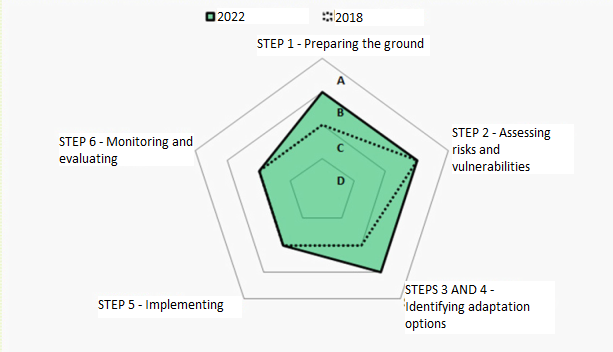 2022
2018
STEP 1 - Preparing the ground
A
B
C
D
STEP 2 - Assessing
risks and
vulnerabilities
STEP 6 - Monitoring and
evaluating
STEPS 3 AND 4 -
Identifying adaptation
options
STEP 5 - Implementing